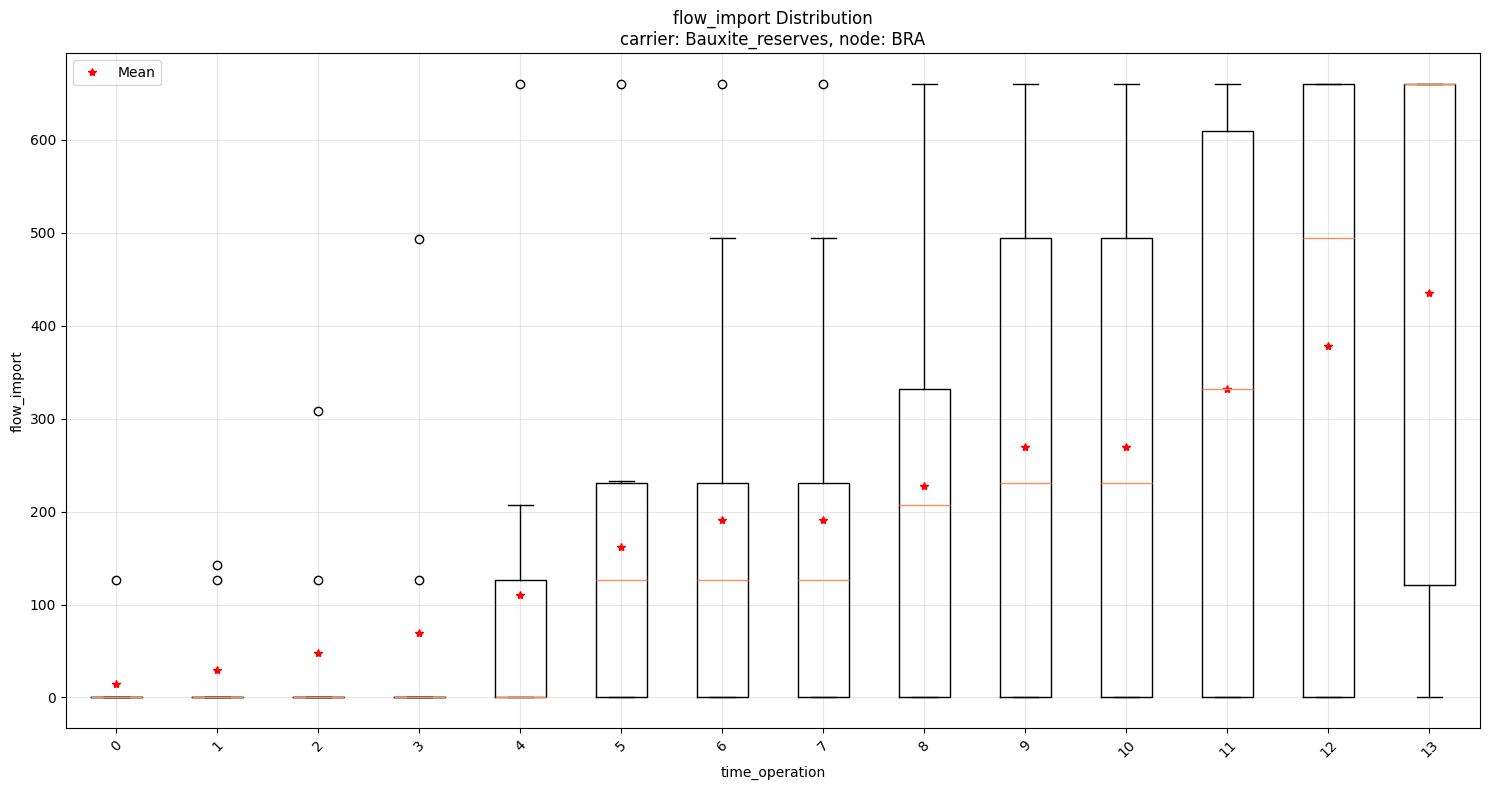 flow_import Distribution
carrier: Bauxite_reserves, node: BRA
Mean
flow_import
600
500
400
300
200
100
0
0 1 2 3 4 5 6 7 8 9 10 11 12 13
time_operation